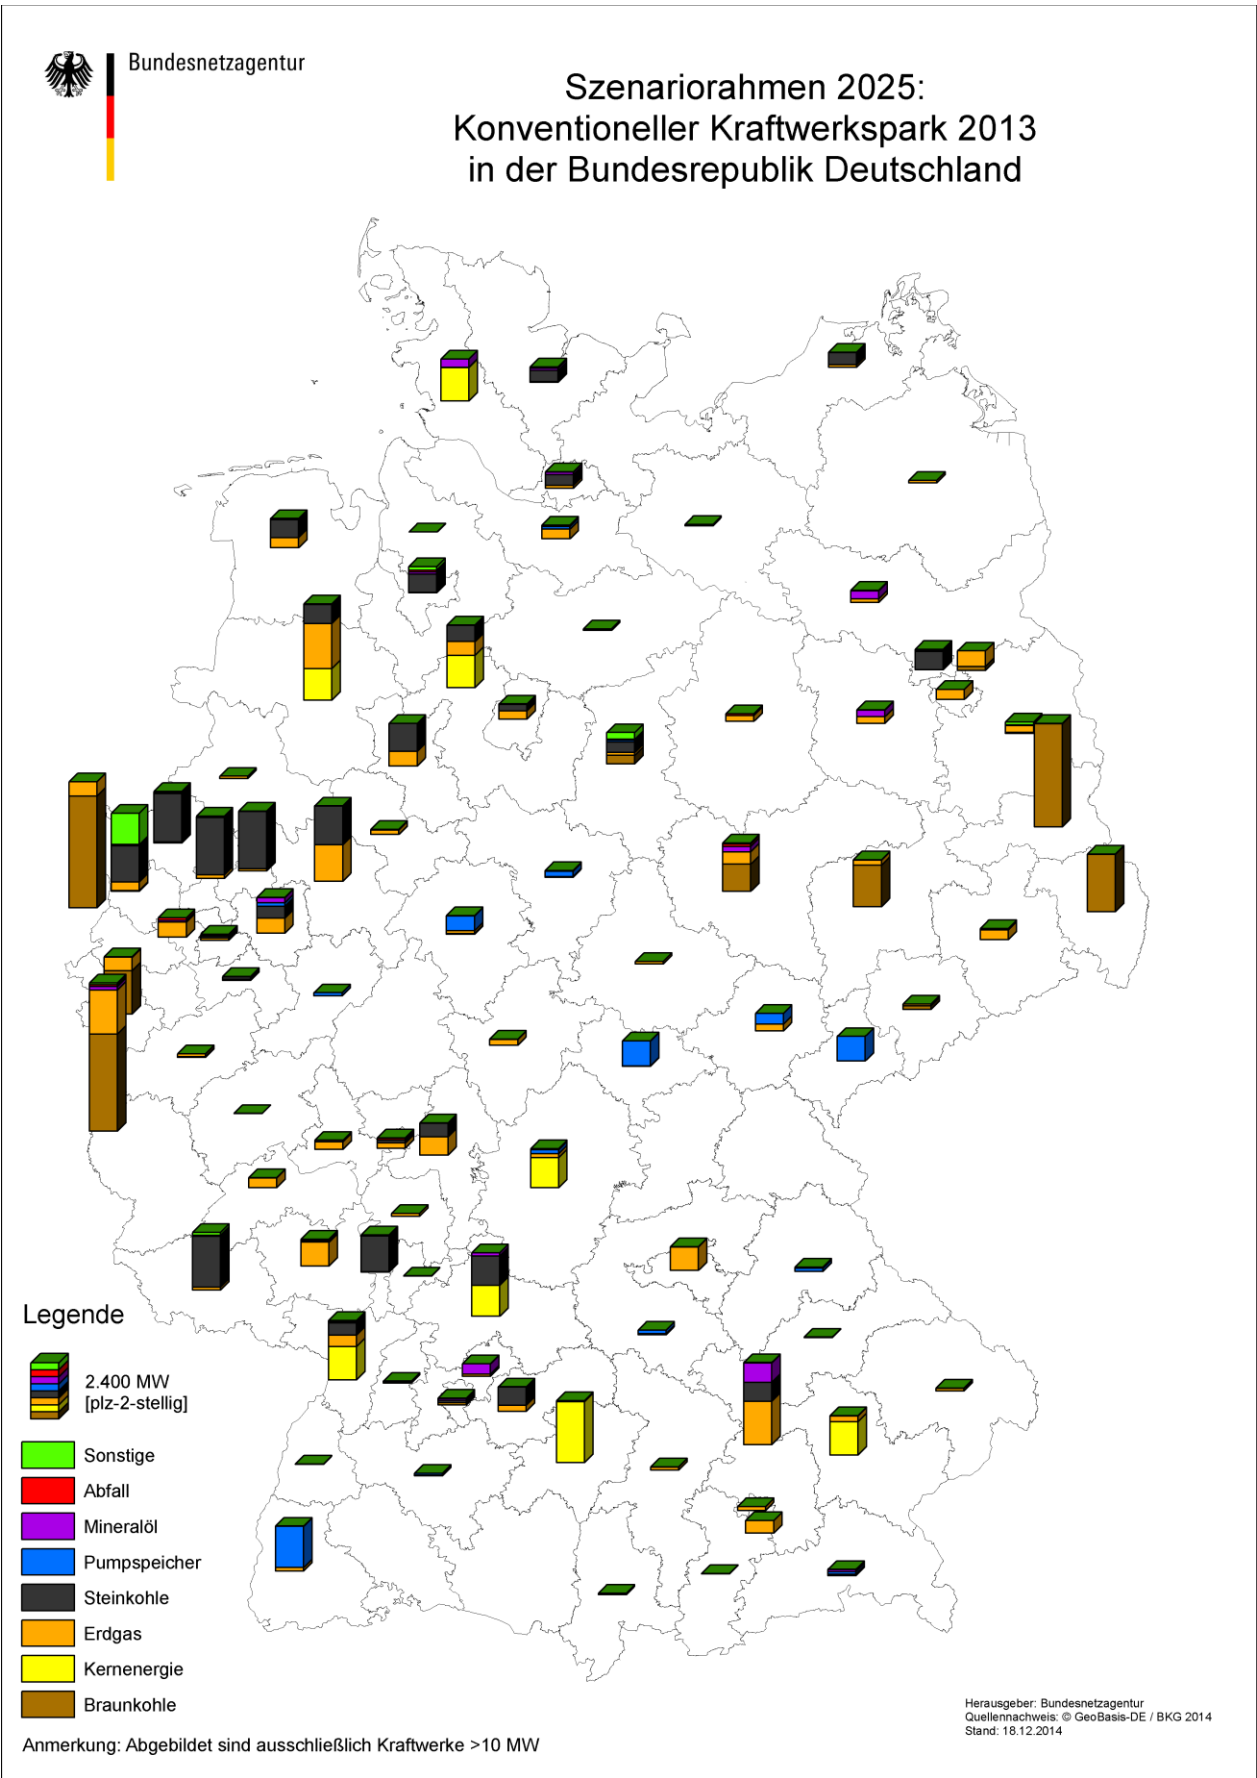 Bundesnetzagentur
Szenariorahmen 2025:
Konventioneller Kraftwerkspark 2013
in der Bundesrepublik Deutschland
Legende
2.400 MW
[plz-2-stellig]
Sonstige
Abfall
Mineralöl
Pumpspeicher
Steinkohle
Erdgas
Kernenergie
Braunkohle
Anmerkung: Abgebildet sind ausschließlich Kraftwerke >10 MW
Herausgeber: Bundesnetzagentur
Quellennachweis: © GeoBasis-DE / BKG 2014
Stand: 18.12.2014